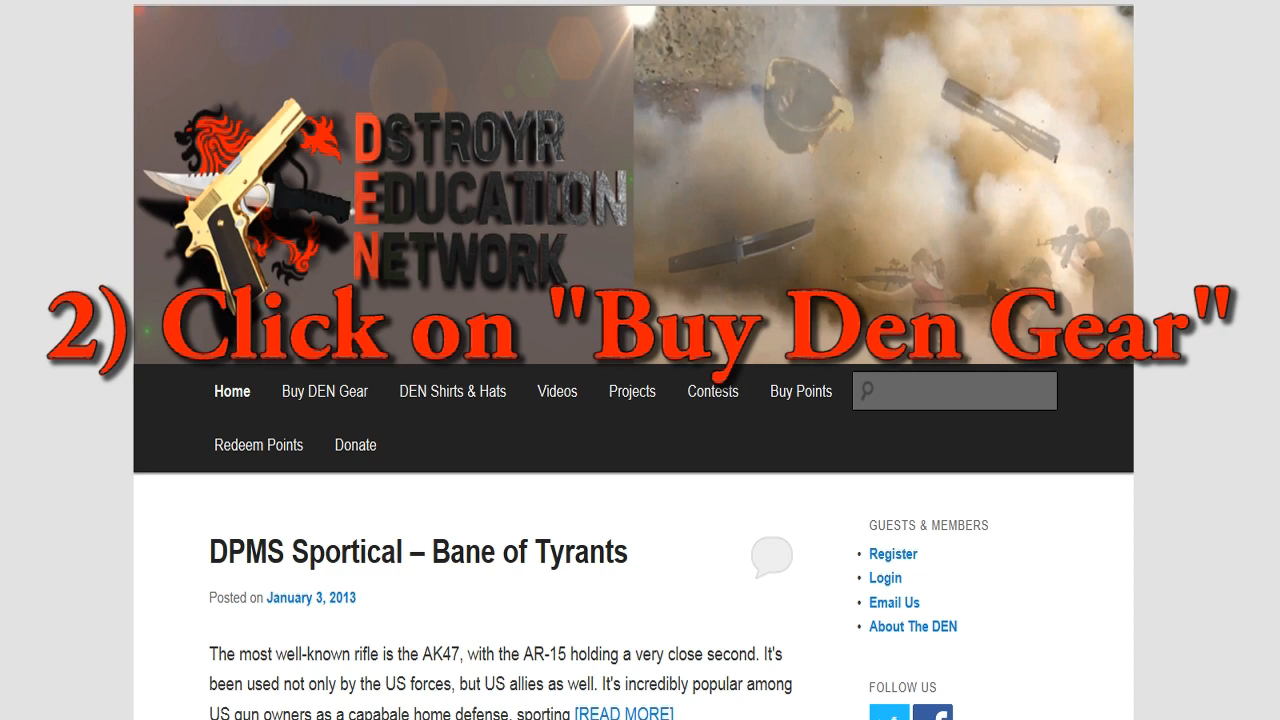 DSTROYR
EDUCATION
NETWORK
2) Click on "Buy Den Gear"
Home Buy DEN Gear DEN Shirts & Hats Videos Projects Contests Buy Points
Redeem Points Donate
DPMS Sportical – Bane of Tyrants
Posted on January 3, 2013
The most well-known rifle is the AK47, with the AR-15 holding a very close second. It's
been used not only by the US forces, but US allies as well. It's incredibly popular among
US gun owners as a capabale home defense, sporting [READ MORE]
GUESTS & MEMBERS
• Register
• Login
• Email Us
• About The DEN
FOLLOW US